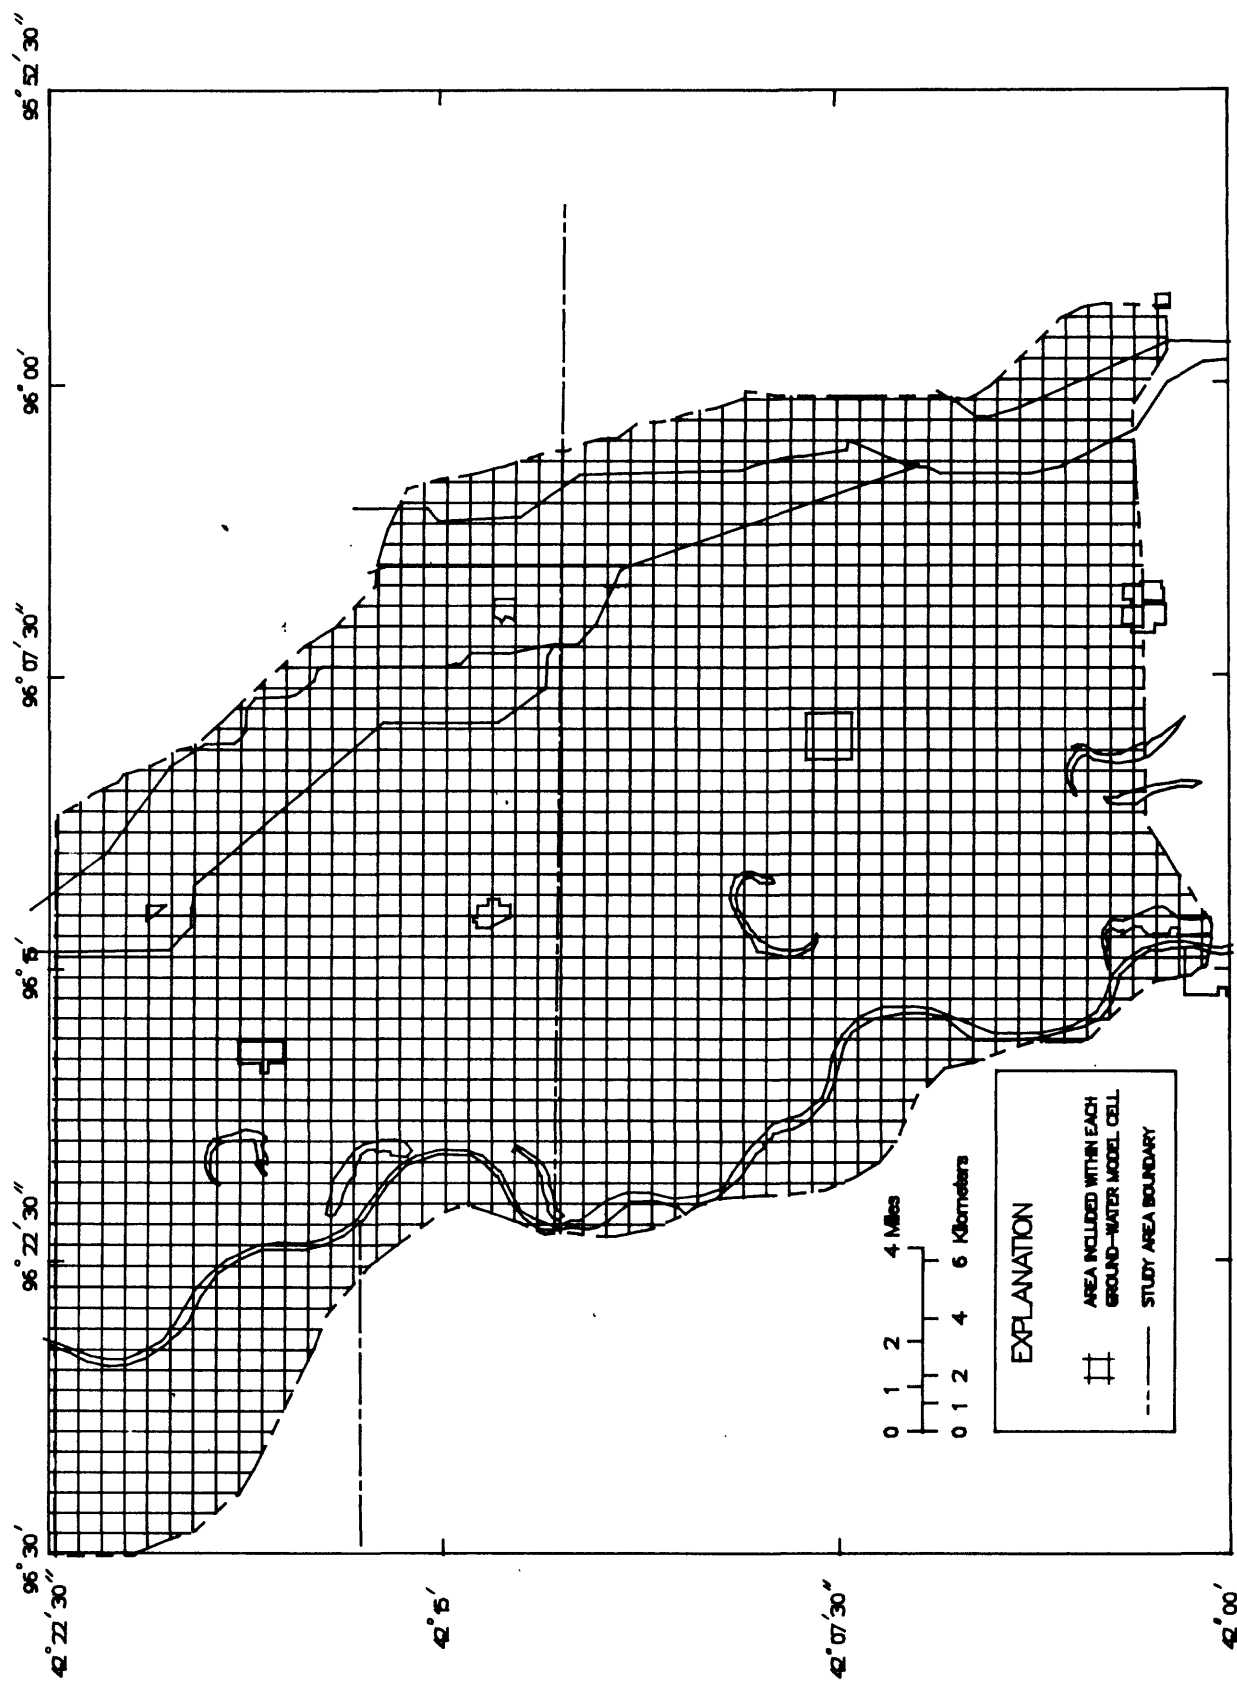 96° 30′
96° 22′ 30″
96° 15′
96° 07′ 30″
96° 00′
95° 52′ 30″
42° 22′ 30″
42° 15′
42° 07′ 30″
42° 00′
0 1 2 4 Miles
0 1 2 4 6 Kilometers
EXPLANATION
AREA INCLUDED WITHIN EACH
GROUND-WATER MODEL CELL
STUDY AREA BOUNDARY